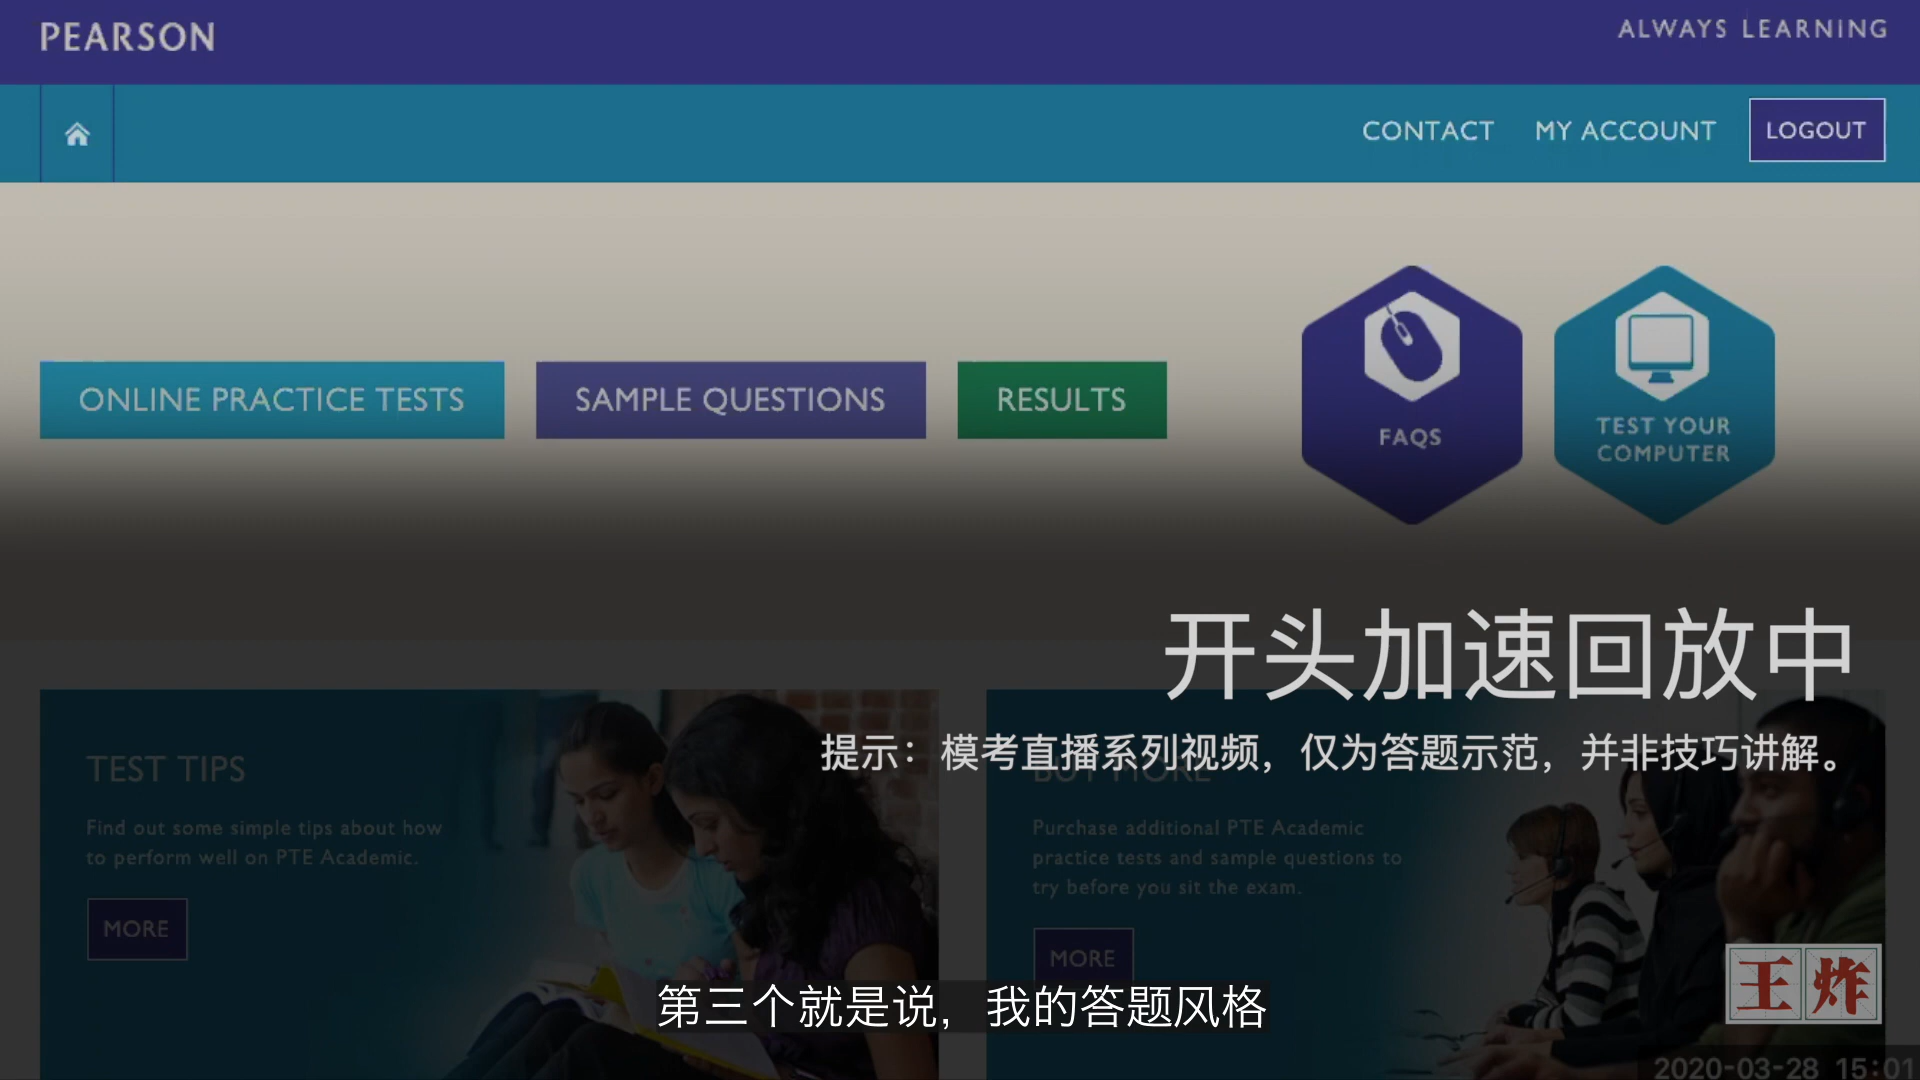 PEARSON
ALWAYS LEARNING
CONTACT
MY ACCOUNT
LOGOUT
ONLINE PRACTICE TESTS
SAMPLE QUESTIONS
RESULTS
FAQS
TEST YOUR
COMPUTER
开头加速回放中
提示：模考直播系列视频，仅为答题示范，并非技巧讲解。
TEST TIPS
Find out some simple tips about how
to perform well on PTE Academic.
MORE
BUY MORE
Purchase additional PTE Academic
practice tests and sample questions to
try before you sit the exam.
MORE
第三个就是说，我的答题风格
王炸
2020-03-28 15:01